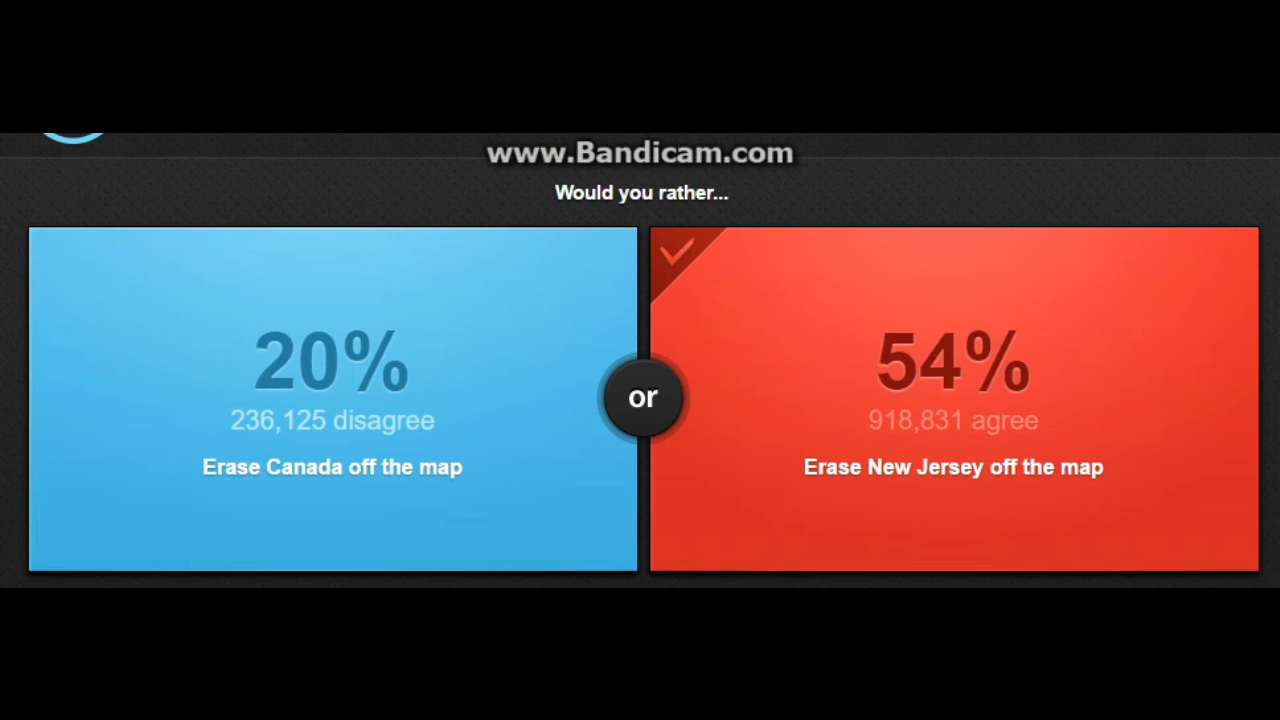 www.Bandicam.com
Would you rather...
20%
236,125 disagree
Erase Canada off the map
or
54%
918,831 agree
Erase New Jersey off the map